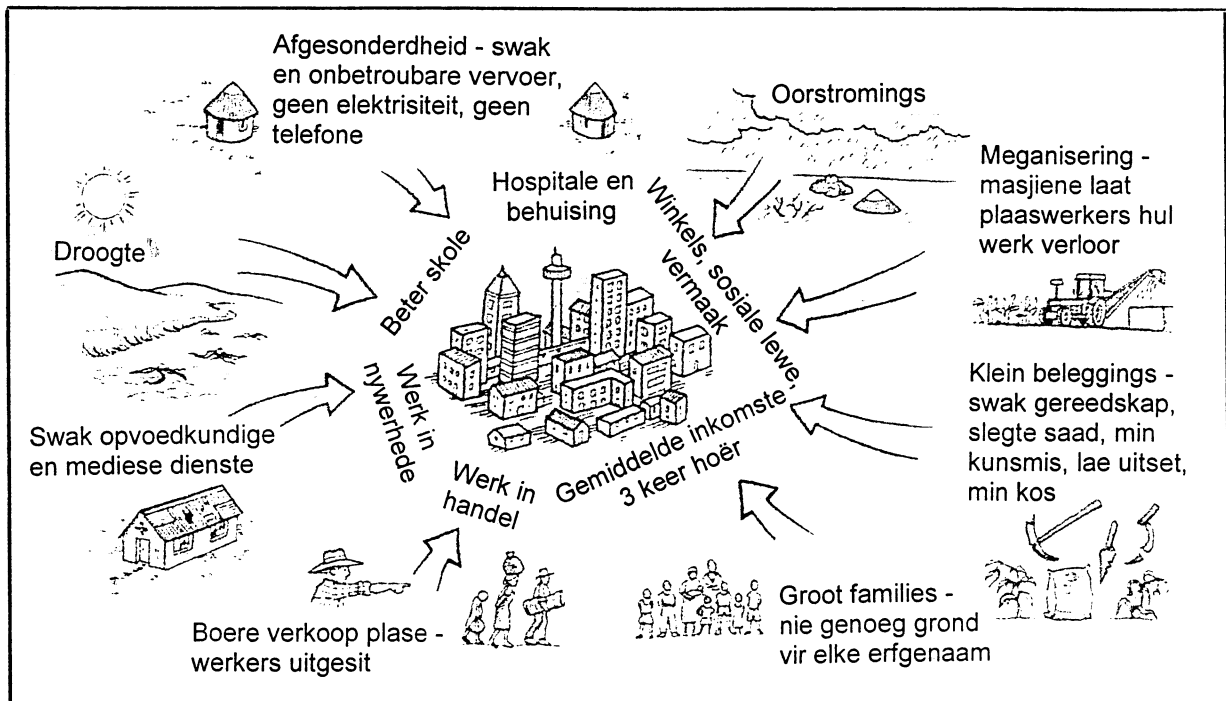 Afgesonderdheid - swak
en onbetroubare vervoer,
geen elektrisiteit, geen
telefone
Oorstromings
Meganisering -
masjiene laat
plaaswerkers hul
werk verloor
Droogte
Hospitale en
behuising
Beter skole
Winkels, sosiale lewe,
vermaak
Werk in
nywerhede
Werk in
handel
Gemiddelde inkomste,
3 keer hoër
Swak opvoedkundige
en mediese dienste
Klein beleggings -
swak gereedskap,
slegte saad, min
kunsmis, lae uitset,
min kos
Boere verkoop plase -
werkers uitgesit
Groot families -
nie genoeg grond
vir elke erfgenaam